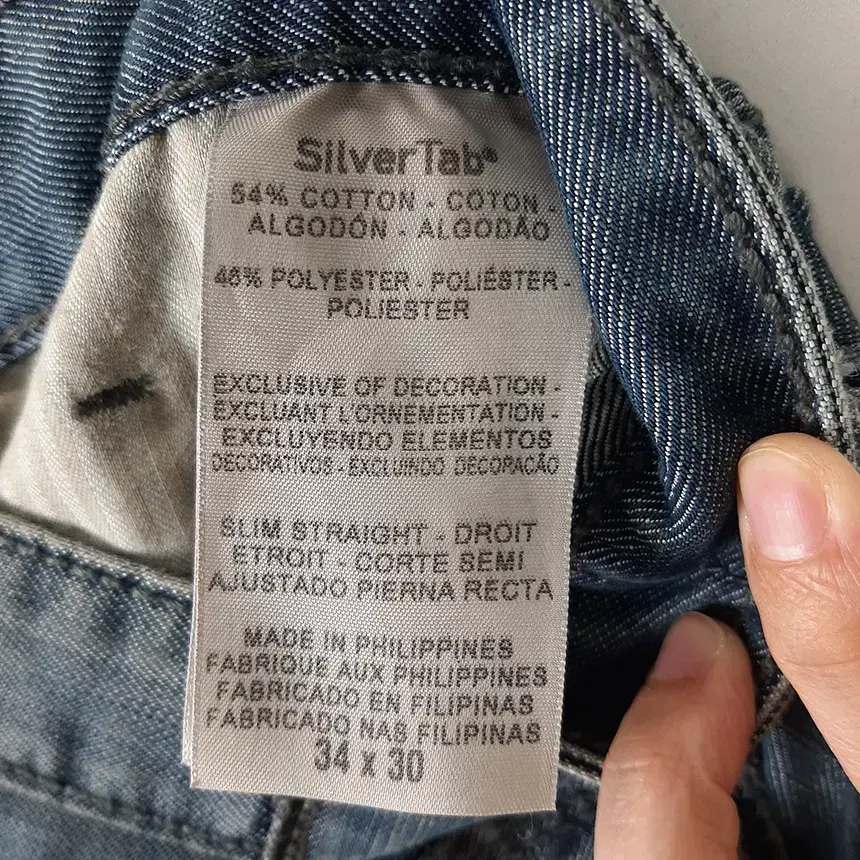 SilverTab®
54% COTTON - COTON -
ALGODÓN - ALGODÃO
46% POLYESTER - POLIÉSTER -
POLIESTER
EXCLUSIVE OF DECORATION -
EXCLUANT L'ORNEMENTATION -
EXCLUYENDO ELEMENTOS
DECORATIVOS - EXCLUINDO DECORAÇÃO
SLIM STRAIGHT - DROIT
ETROIT - CORTE SEMI
AJUSTADO PIERNA RECTA
MADE IN PHILIPPINES
FABRIQUE AUX PHILIPPINES
FABRICADO EN FILIPINAS
FABRICADO NAS FILIPINAS
34 x 30